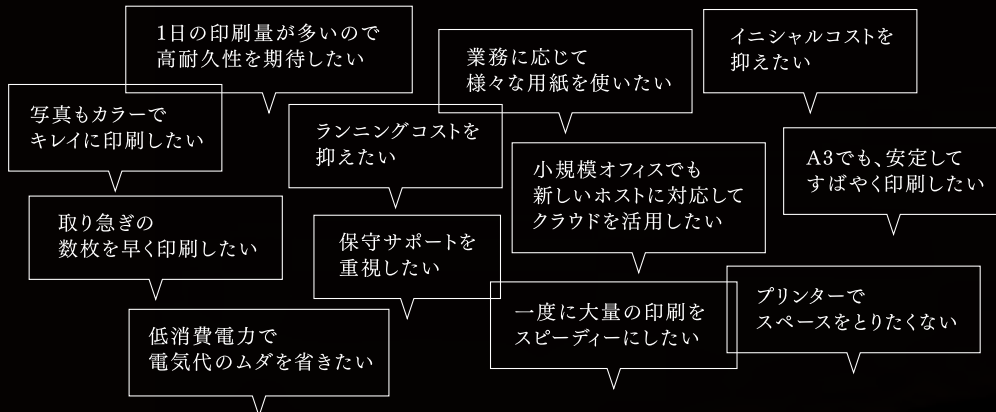 1日の印刷量が多いので
高耐久性を期待したい
業務に応じて
様々な用紙を使いたい
イニシャルコストを
抑えたい
写真もカラーで
キレイに印刷したい
ランニングコストを
抑えたい
小規模オフィスでも
新しいホストに対応して
クラウドを活用したい
A3でも、安定して
すばやく印刷したい
取り急ぎの
数枚を早く印刷したい
保守サポートを
重視したい
一度に大量の印刷を
スピーディーにしたい
プリンターで
スペースをとりたくない
低消費電力で
電気代のムダを省きたい